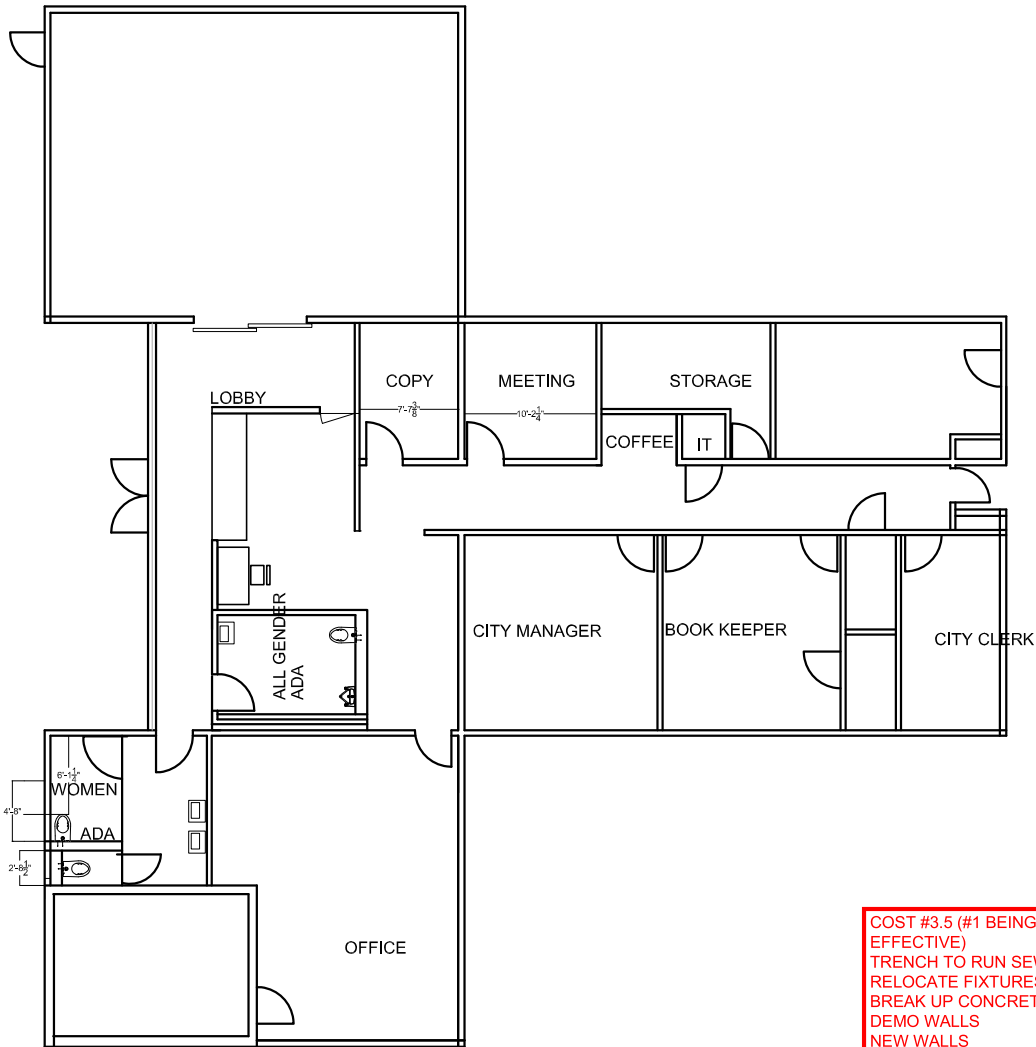 COPY
MEETING
STORAGE
LOBBY
7'-7 3/8"
10'-2 1/4"
COFFEE
IT
ALL GENDER
ADA
CITY MANAGER
BOOK KEEPER
CITY CLERK
6'-1 1/2"
WOMEN
4'-8"
ADA
2'-8 1/2"
OFFICE
COST #3.5 (#1 BEING
EFFECTIVE)
TRENCH TO RUN
RELOCATE FIXTURES
BREAK UP
DEMO WALLS
NEW WALLS